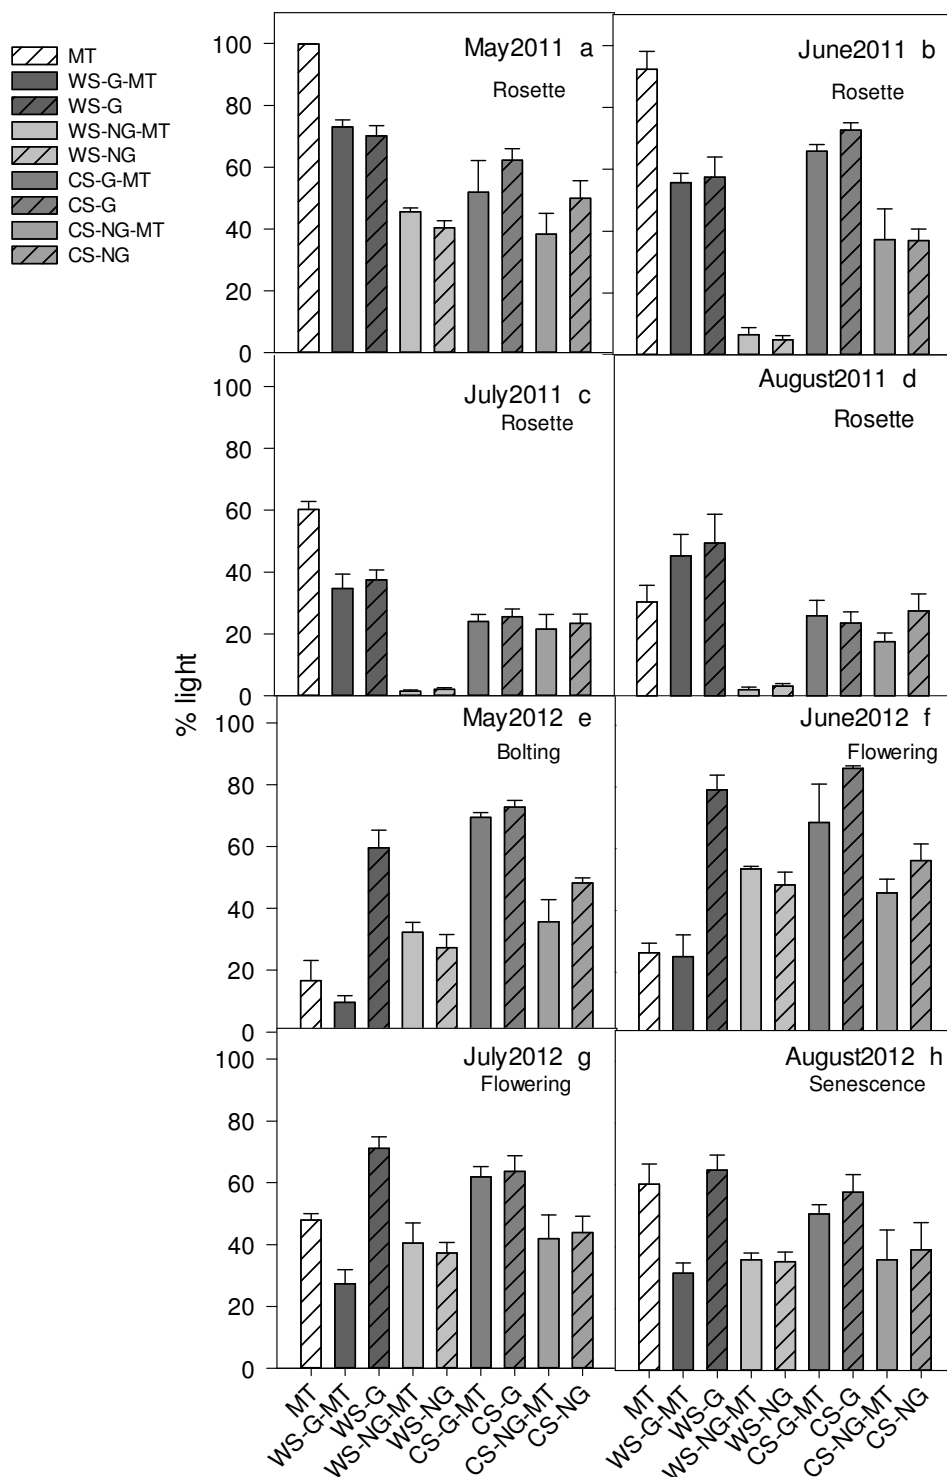 MT
WS-G-MT
WS-G
WS-NG-MT
WS-NG
CS-G-MT
CS-G
CS-NG-MT
CS-NG
% light
May2011 a
Rosette
100
80
60
40
20
0
June2011 b
Rosette
July2011 c
Rosette
100
80
60
40
20
0
August2011 d
Rosette
May2012 e
Bolting
100
80
60
40
20
0
June2012 f
Flowering
July2012 g
Flowering
100
80
60
40
20
0
August2012 h
Senescence
MT
WS-G-MT
WS-G
WS-NG-MT
WS-NG
CS-G-MT
CS-G
CS-NG-MT
CS-NG
MT
WS-G-MT
WS-G
WS-NG-MT
WS-NG
CS-G-MT
CS-G
CS-NG-MT
CS-NG